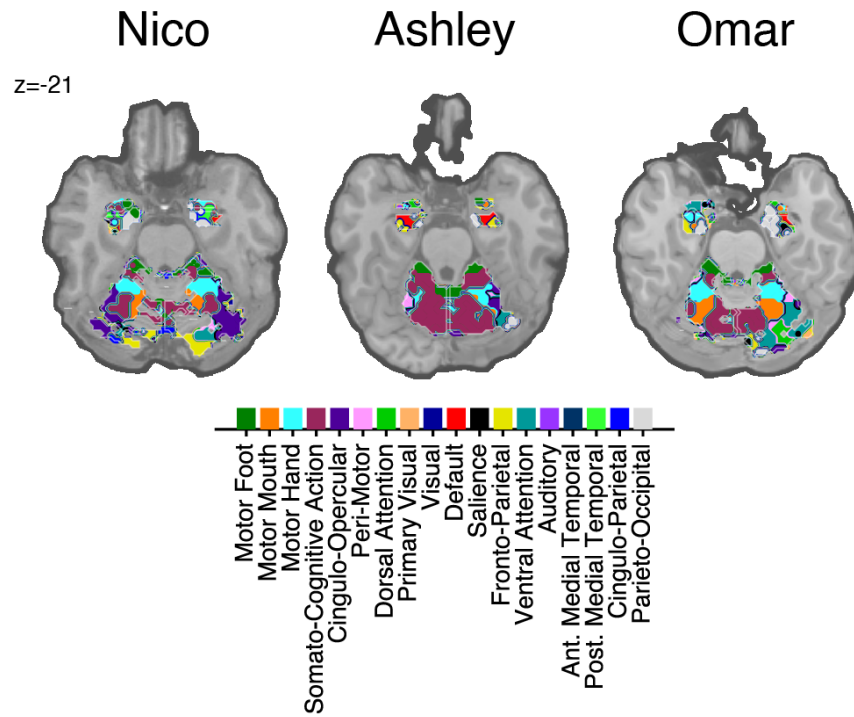 Nico
Ashley
Omar
z=-21
Motor Foot
Motor Mouth
Motor Hand
Somato-Cognitive Action
Cingulo-Opercular
Peri-Motor
Dorsal Attention
Primary Visual
Visual
Default
Salience
Fronto-Parietal
Ventral Attention
Auditory
Ant. Medial Temporal
Post. Medial Temporal
Cingulo-Parietal
Parieto-Occipital